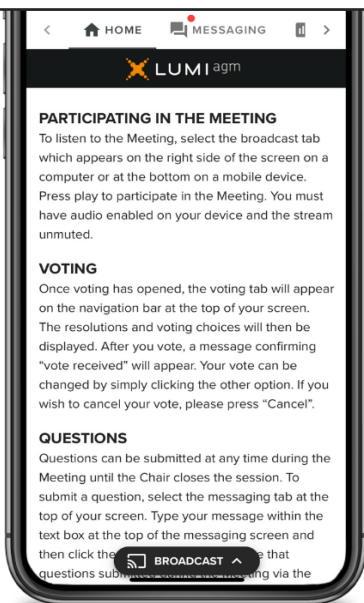 HOME MESSAGING
LUMI agm
PARTICIPATING IN THE MEETING
To listen to the Meeting, select the broadcast tab
which appears on the right side of the screen on a
computer or at the bottom on a mobile device.
Press play to participate in the Meeting. You must
have audio enabled on your device and the stream
unmuted.
VOTING
Once voting has opened, the voting tab will appear
on the navigation bar at the top of your screen.
The resolutions and voting choices will then be
displayed. After you vote, a message confirming
“vote received” will appear. Your vote can be
changed by simply clicking the other option. If you
wish to cancel your vote, please press “Cancel”.
QUESTIONS
Questions can be submitted at any time during the
Meeting until the Chair closes the session. To
submit a question, select the messaging tab at the
top of your screen. Type your message within the
text box at the top of the messaging screen and
then click the that
BROADCAST
questions via the